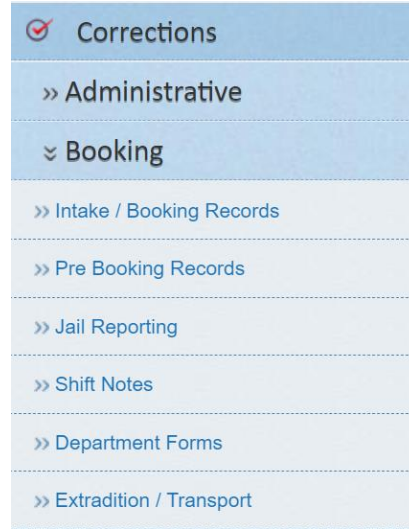 Corrections
» Administrative
Booking
» Intake / Booking Records
» Pre Booking Records
» Jail Reporting
» Shift Notes
» Department Forms
» Extradition / Transport